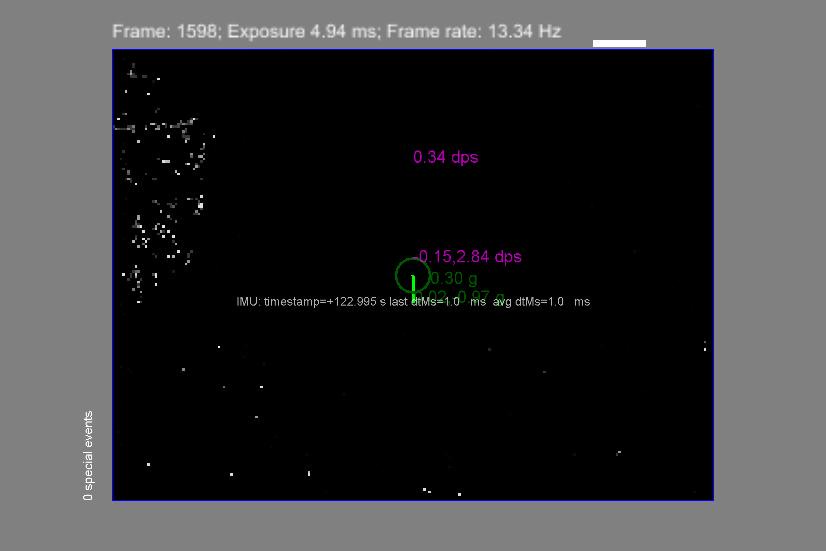 Frame: 1598; Exposure 4.94 ms; Frame rate: 13.34 Hz
0.34 dps
-0.15,2.84 dps
0.30 g
0.02,-0.97 g
IMU: timestamp=+122.995 s last dtMs=1.0 ms avg dtMs=1.0 ms
0 special events